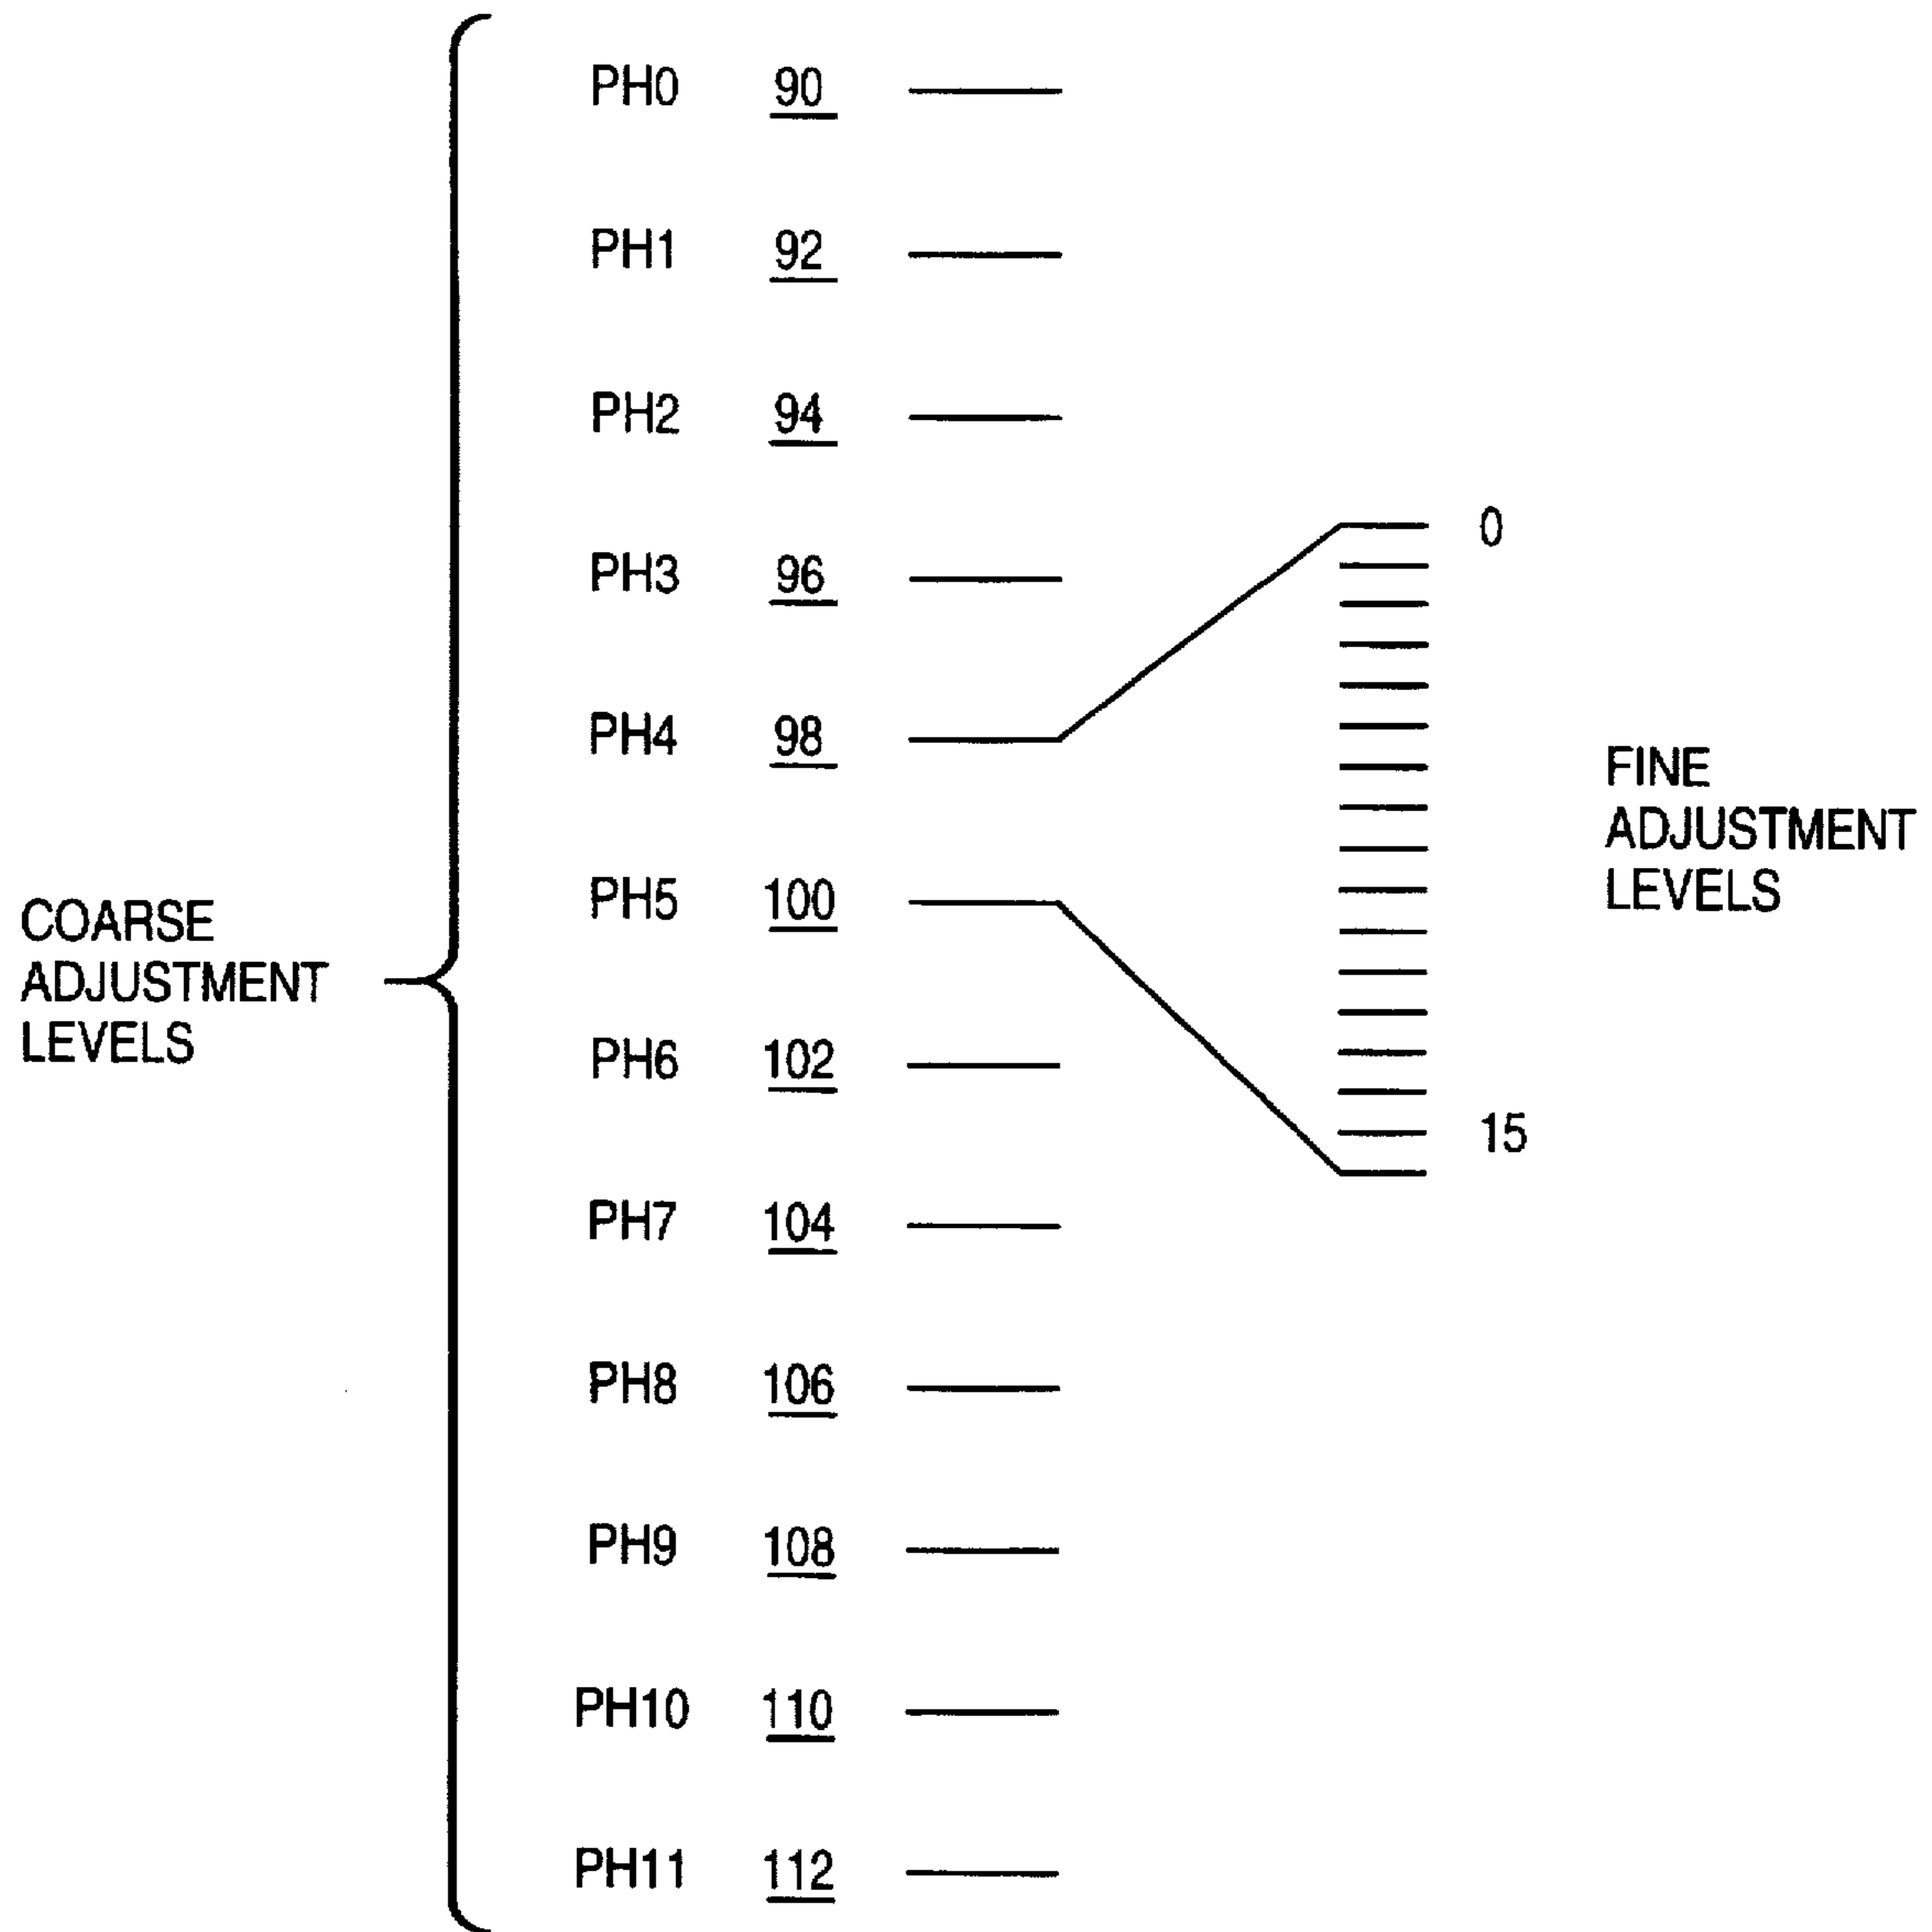 PH0 90
PH1 92
PH2 94
PH3 96
PH4 98
PH5 100
PH6 102
PH7 104
PH8 106
PH9 108
PH10 110
PH11 112
COARSE
ADJUSTMENT
LEVELS
0
15
FINE
ADJUSTMENT
LEVELS